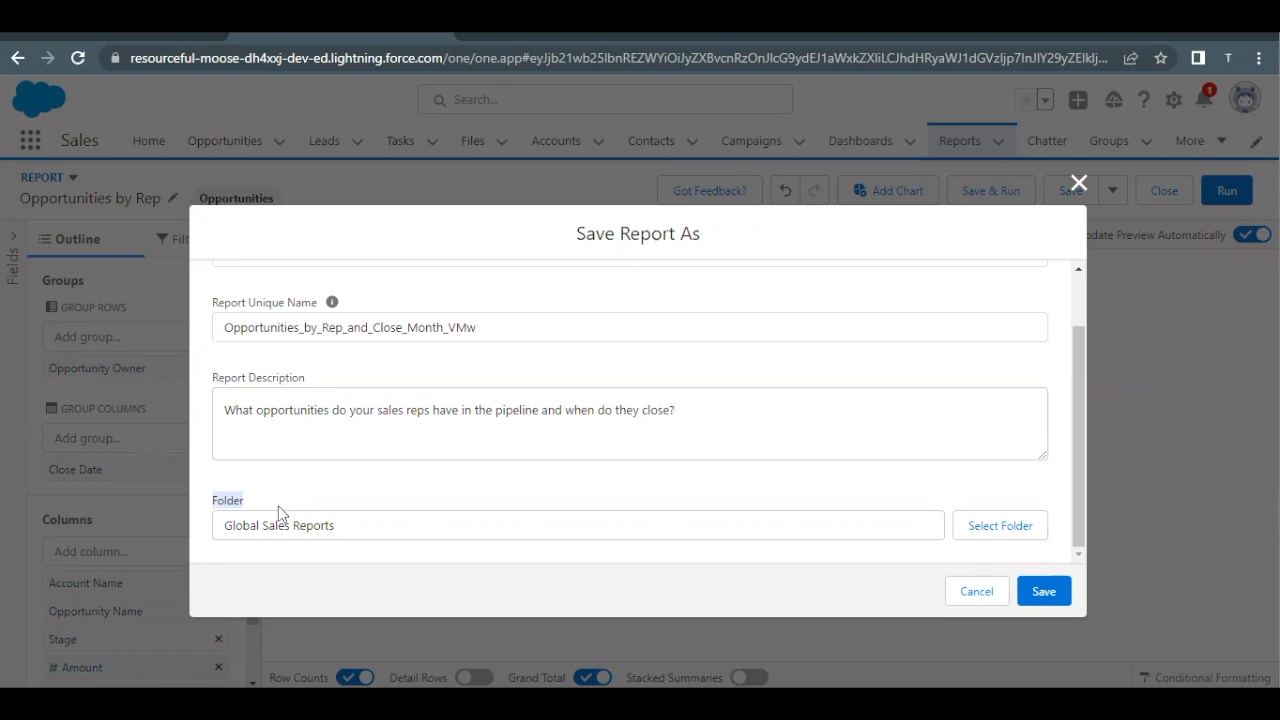 resourceful-moose-dh4xxj-dev-ed.lightning.force.com
Search...
1
T
Sales
Home
Opportunities
Leads
Tasks
Files
Accounts
Contacts
Campaigns
Dashboards
Reports
Chatter
Groups
More
REPORT
Opportunities by Rep
Opportunities
Got Feedback?
Add Chart
Save & Run
Save
Close
Run
Fields
Outline
Update Preview Automatically
Groups
GROUP ROWS
Add group...
Opportunity Owner
GROUP COLUMNS
Add group...
Close Date
Columns
Add column...
Account Name
Opportunity Name
Stage
# Amount
Save Report As
Report Unique Name
Opportunities_by_Rep_and_Close_Month_VMw
Report Description
What opportunities do your sales reps have in the pipeline and when do they close?
Folder
Global Sales Reports
Select Folder
Cancel
Save
Row Counts
Detail Rows
Grand Total
Stacked Summaries
Conditional Formatting